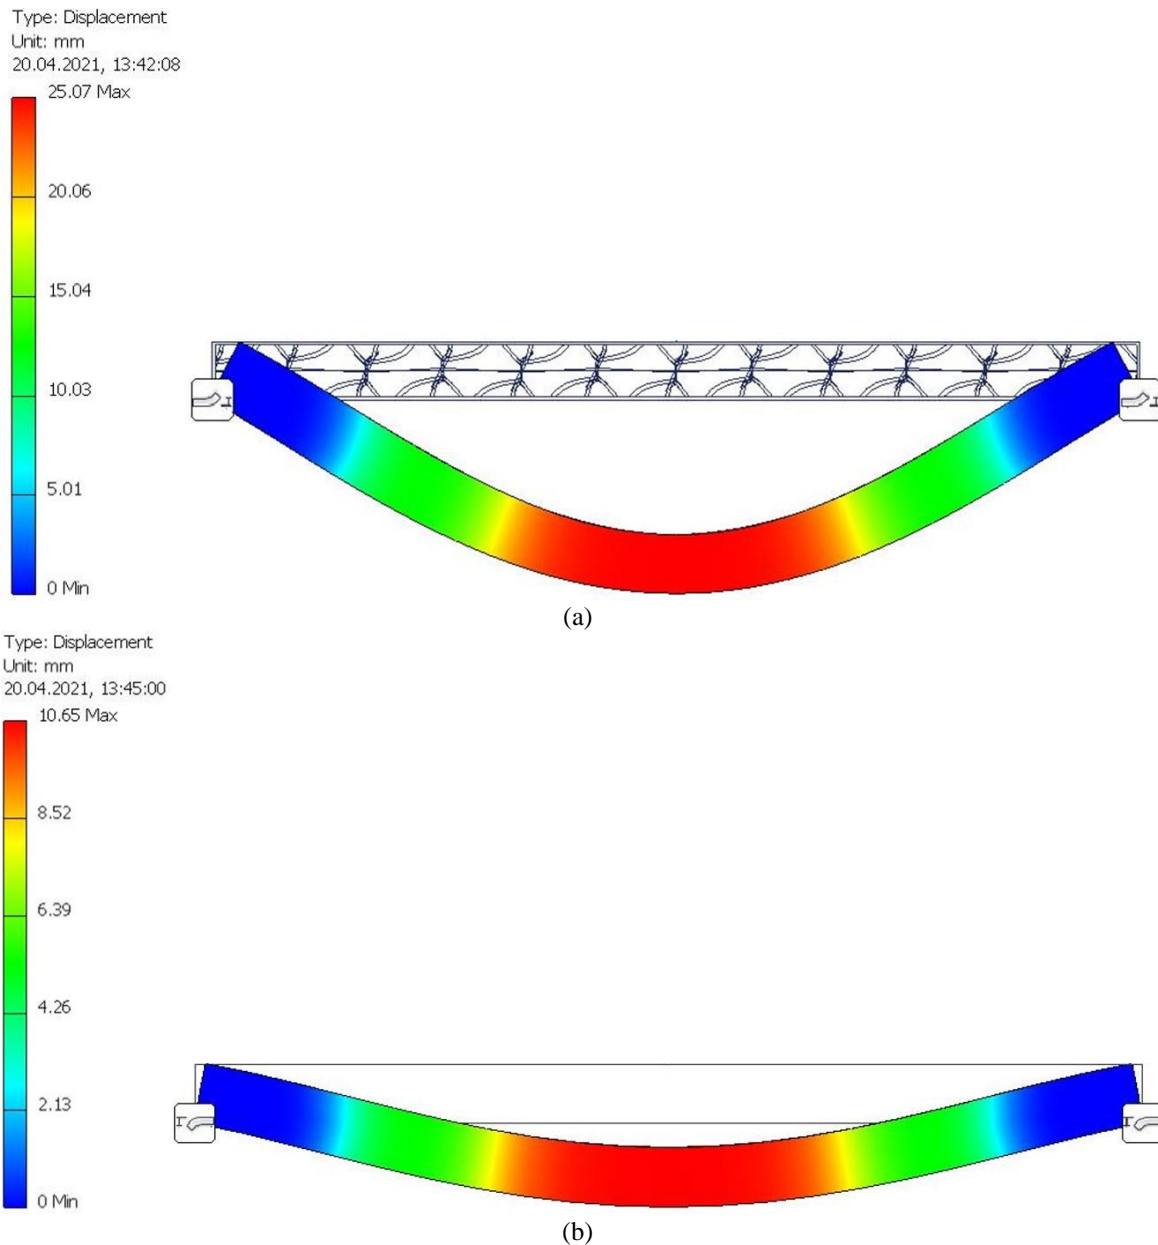 Type: Displacement
Unit: mm
20.04.2021, 13:42:08
25.07 Max
20.06
15.04
10.03
5.01
0 Min
(a)
Type: Displacement
Unit: mm
20.04.2021, 13:45:00
10.65 Max
8.52
6.39
4.26
2.13
0 Min
(b)